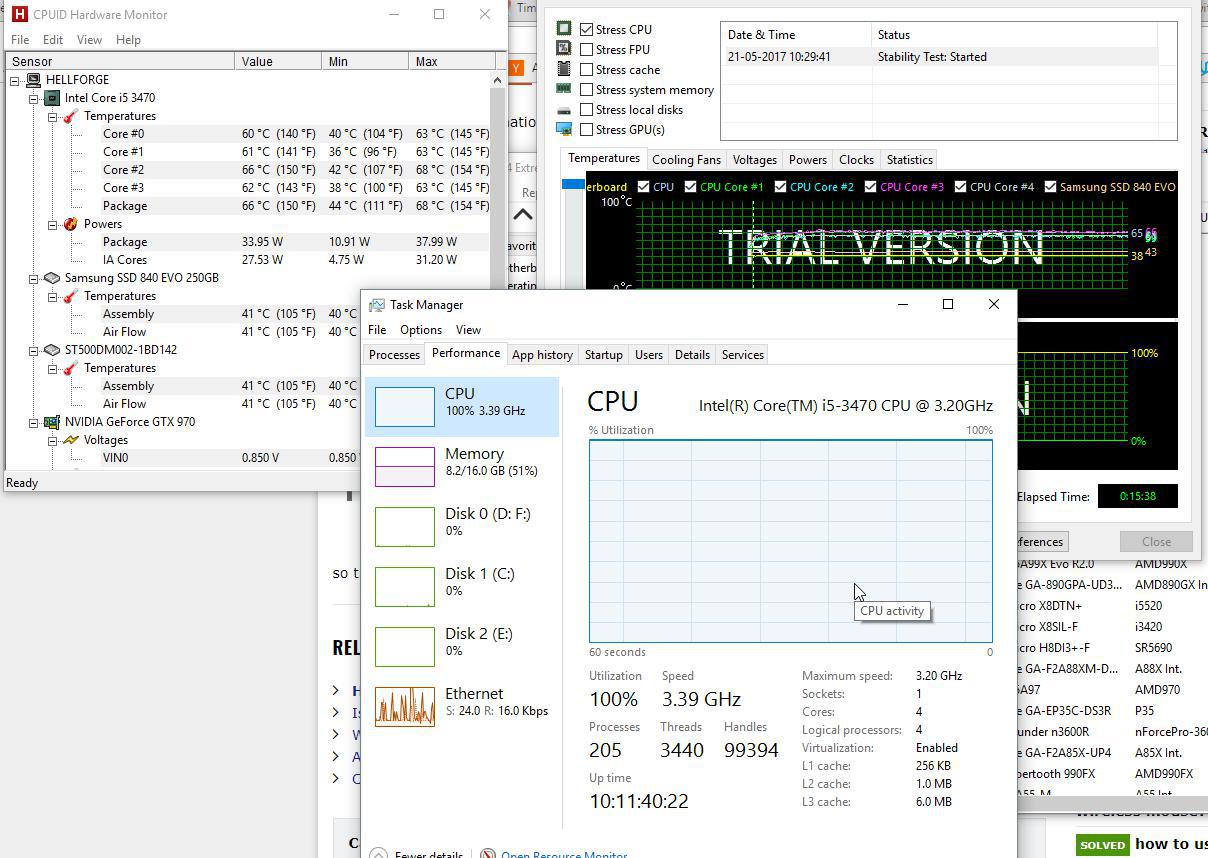 CPUID Hardware Monitor
File Edit View Help
Sensor Value Min Max
HELLFORGE
Intel Core i5 3470
Temperatures
Core #0 60 °C (140 °F) 40 °C (104 °F) 63 °C (145 °F)
Core #1 61 °C (141 °F) 36 °C (96 °F) 63 °C (145 °F)
Core #2 66 °C (150 °F) 42 °C (107 °F) 68 °C (154 °F)
Core #3 62 °C (143 °F) 38 °C (100 °F) 63 °C (145 °F)
Package 66 °C (150 °F) 44 °C (111 °F) 68 °C (154 °F)
Powers
Package 33.95 W 10.91 W 37.99 W
IA Cores 27.53 W 4.75 W 31.20 W
Samsung SSD 840 EVO 250GB
Temperatures
Assembly 41 °C (105 °F) 40 °C
Air Flow 41 °C (105 °F) 40 °C
ST500DM002-1BD142
Temperatures
Assembly 41 °C (105 °F) 40 °C
Air Flow 41 °C (105 °F) 40 °C
NVIDIA GeForce GTX 970
Voltages
VIN0 0.850 V 0.850
Ready
Stress CPU
Stress FPU
Stress cache
Stress system memory
Stress local disks
Stress GPU(s)
Date & Time Status
21-05-2017 10:29:41 Stability Test: Started
Temperatures Cooling Fans Voltages Powers Clocks Statistics
erboard CPU CPU Core #1 CPU Core #2 CPU Core #3 CPU Core #4 Samsung SSD 840 EVO
100°C
TRIAL VERSION
65
38 43
0°C
100%
N
0%
Elapsed Time: 0:15:38
ferences Close
Task Manager
File Options View
Processes Performance App history Startup Users Details Services
CPU
100% 3.39 GHz
Memory
8.2/16.0 GB (51%)
Disk 0 (D: F:)
0%
Disk 1 (C:)
0%
Disk 2 (E:)
0%
Ethernet
S: 24.0 R: 16.0 Kbps
CPU Intel(R) Core(TM) i5-3470 CPU @ 3.20GHz
% Utilization 100%
CPU activity
60 seconds 0
Utilization Speed
100% 3.39 GHz
Processes Threads Handles
205 3440 99394
Up time
10:11:40:22
Maximum speed: 3.20 GHz
Sockets: 1
Cores: 4
Logical processors: 4
Virtualization: Enabled
L1 cache: 256 KB
L2 cache: 1.0 MB
L3 cache: 6.0 MB
Fewer details Open Resource Monitor
so t
REL
A99X Evo R2.0 AMD990X
e GA-890GPA-UD3... AMD890GX In
cro X8DTN+ i5520
cro X8SIL-F i3420
cro H8DI3+-F SR5690
e GA-F2A88XM-D... A88X Int.
A97 AMD970
e GA-EP35C-DS3R P35
under n3600R nForcePro-360
e GA-F2A85X-UP4 A85X Int.
bertooth 990FX AMD990FX
A55-M A55 Int.
SOLVED how to us